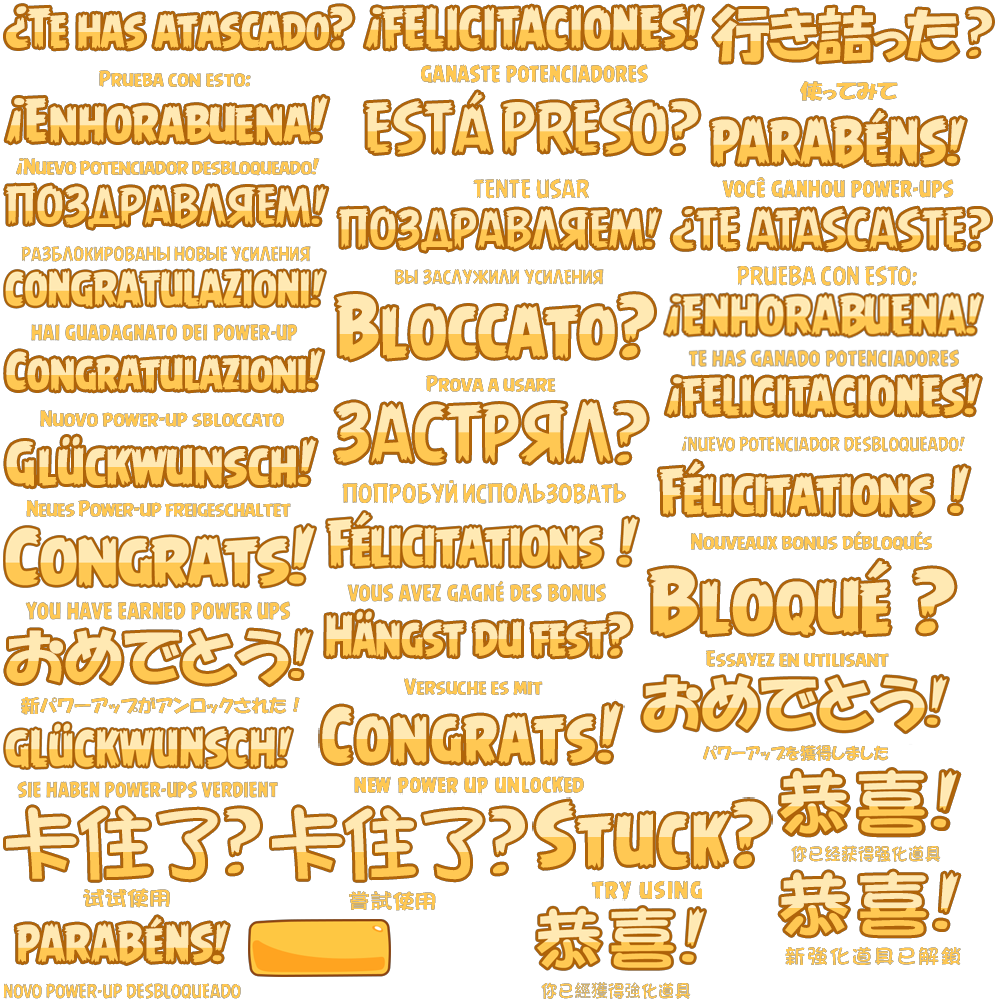 ¿TE HAS ATASCADO?
PRUEBA CON ESTO:
¡ENHORABUENA!
¡NUEVO POTENCIADOR DESBLOQUEADO!
ПОЗДРАВЛЯЕМ!
РАЗБЛОКИРОВАНЫ НОВЫЕ УСИЛЕНИЯ
CONGRATULAZIONI!
HAI GUADAGNATO DEI POWER-UP
CONGRATULAZIONI!
NUOVO POWER-UP SBLOCCATO
GLÜCKWUNSCH!
NEUES POWER-UP FREIGESCHALTET
CONGRATS!
YOU HAVE EARNED POWER UPS
おめでとう!
新パワーアップがアンロックされた！
GLÜCKWUNSCH!
SIE HABEN POWER-UPS VERDIENT
卡住了?
试试使用
PARABÉNS!
NOVO POWER-UP DESBLOQUEADO
¡FELICITACIONES!
GANASTE POTENCIADORES
ESTÁ PRESO?
TENTE USAR
ПОЗДРАВЛЯЕМ!
ВЫ ЗАСЛУЖИЛИ УСИЛЕНИЯ
BLOCCATO?
PROVA A USARE
ЗАСТРЯЛ?
ПОПРОБУЙ ИСПОЛЬЗОВАТЬ
FÉLICITATIONS !
VOUS AVEZ GAGNÉ DES BONUS
HÄNGST DU FEST?
VERSUCHE ES MIT
CONGRATS!
NEW POWER UP UNLOCKED
卡住了?
嘗試使用
STUCK?
TRY USING
恭喜!
你已經獲得強化道具
行き詰った?
使ってみて
PARABÉNS!
VOCÊ GANHOU POWER-UPS
¿TE ATASCASTE?
PRUEBA CON ESTO:
¡ENHORABUENA!
TE HAS GANADO POTENCIADORES
¡FELICITACIONES!
¡NUEVO POTENCIADOR DESBLOQUEADO!
FÉLICITATIONS !
NOUVEAUX BONUS DÉBLOQUÉS
BLOQUÉ ?
ESSAYEZ EN UTILISANT
おめでとう!
パワーアップを獲得しました
恭喜!
你已经获得强化道具
恭喜!
新強化道具已解鎖